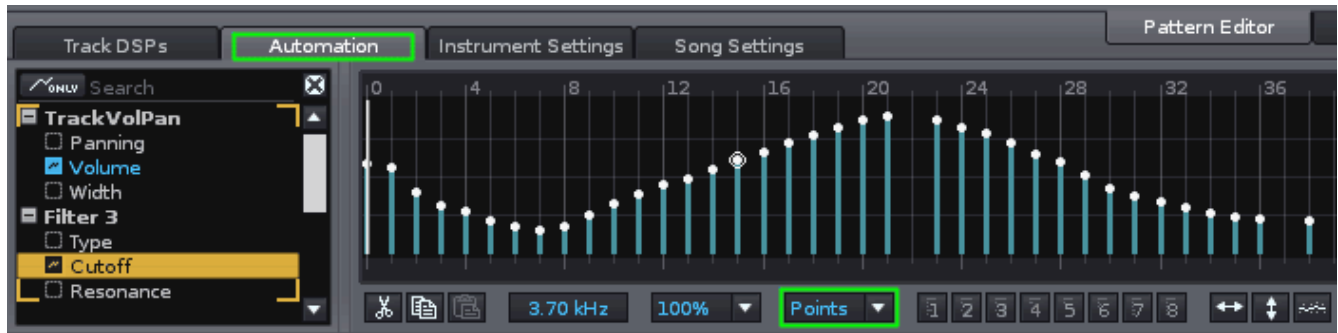 Pattern Editor
Track DSPs Automation Instrument Settings Song Settings
ONLY Search
0 4 8 12 16 20 24 28 32 36
TrackVolPan
Panning
Volume
Width
Filter 3
Type
Cutoff
Resonance
3.70 kHz 100% Points 1 2 3 4 5 6 7 8